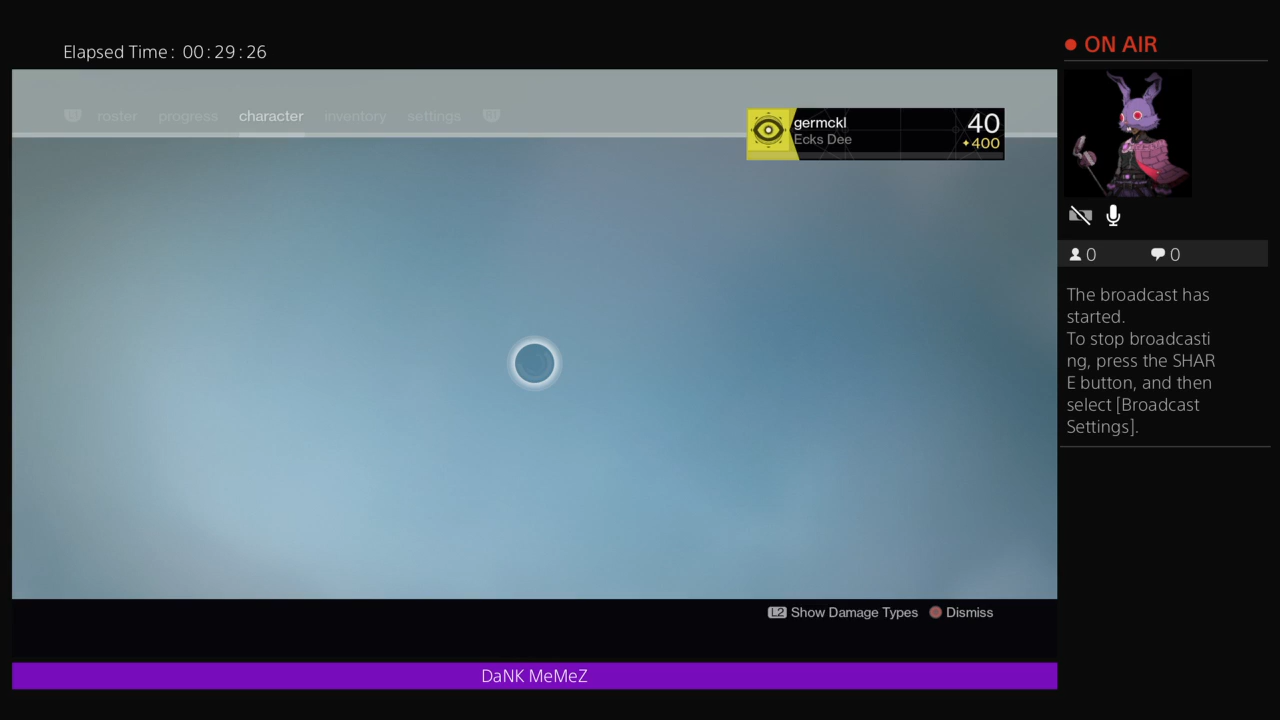 Elapsed Time: 00:29:26
ON AIR
roster progress character inventory settings
germckl 40
Ecks Dee 400
0 0
The broadcast has
started.
To stop broadcasti
ng, press the SHAR
E button, and then
select [Broadcast
Settings].
L2 Show Damage Types Dismiss
DaNK MeMeZ